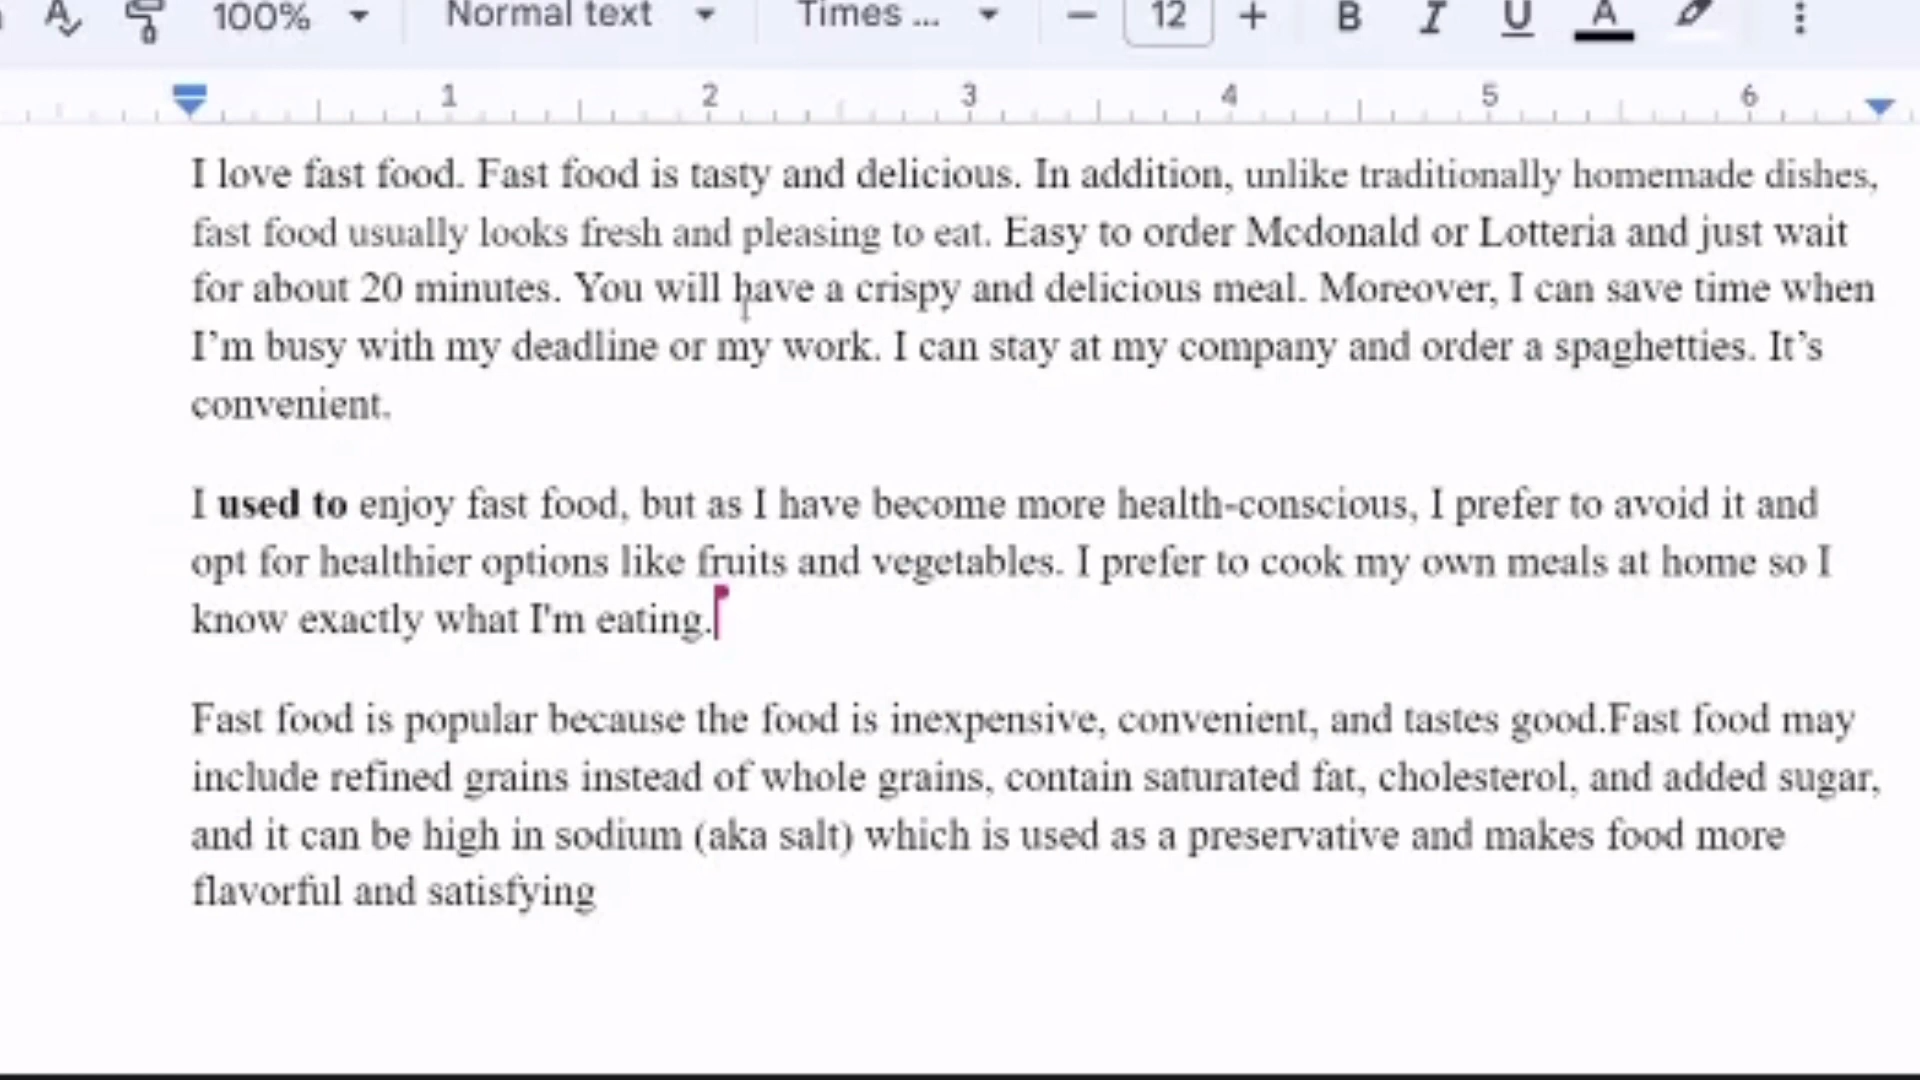 100% Normal text Times ... 12 B I U A
1 2 3 4 5 6
I love fast food. Fast food is tasty and delicious. In addition, unlike traditionally homemade dishes,
fast food usually looks fresh and pleasing to eat. Easy to order Mcdonald or Lotteria and just wait
for about 20 minutes. You will have a crispy and delicious meal. Moreover, I can save time when
I’m busy with my deadline or my work. I can stay at my company and order a spaghetties. It’s
convenient.
I used to enjoy fast food, but as I have become more health-conscious, I prefer to avoid it and
opt for healthier options like fruits and vegetables. I prefer to cook my own meals at home so I
know exactly what I'm eating.
Fast food is popular because the food is inexpensive, convenient, and tastes good.Fast food may
include refined grains instead of whole grains, contain saturated fat, cholesterol, and added sugar,
and it can be high in sodium (aka salt) which is used as a preservative and makes food more
flavorful and satisfying